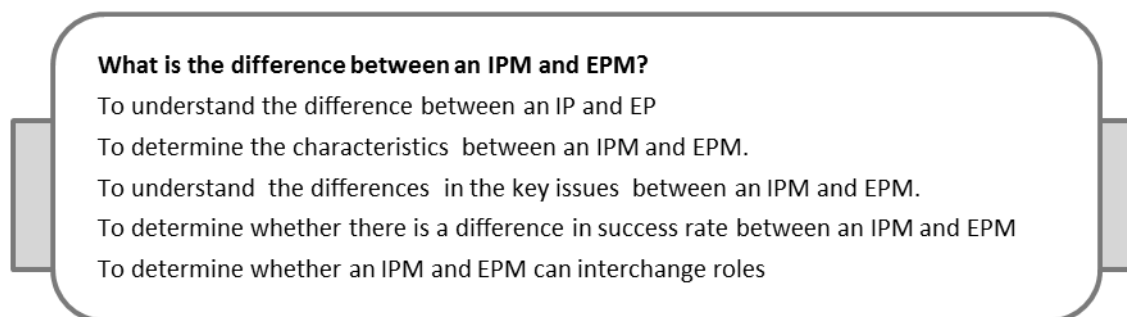 What is the difference between an IPM and EPM?
To understand the difference between an IP and EP
To determine the characteristics between an IPM and EPM.
To understand the differences in the key issues between an IPM and EPM.
To determine whether there is a difference in success rate between an IPM and EPM
To determine whether an IPM and EPM can interchange roles